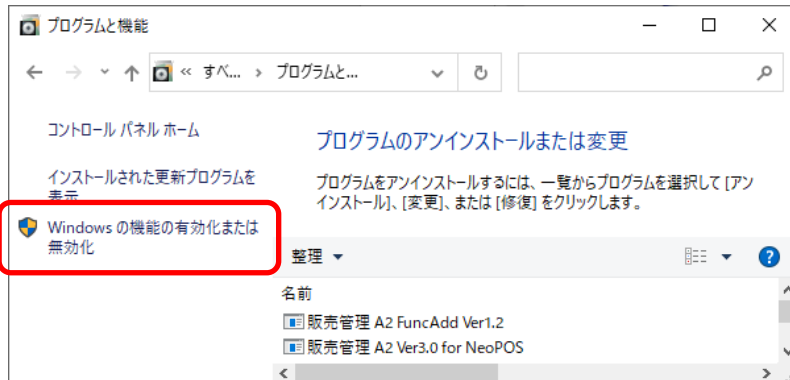 プログラムと機能
« すべ... › プログラムと...
コントロール パネル ホーム
インストールされた更新プログラムを
表示
Windows の機能の有効化または
無効化
プログラムのアンインストールまたは変更
プログラムをアンインストールするには、一覧からプログラムを選択して [アン
インストール]、[変更]、または [修復] をクリックします。
整理
名前
販売管理 A2 FuncAdd Ver1.2
販売管理 A2 Ver3.0 for NeoPOS